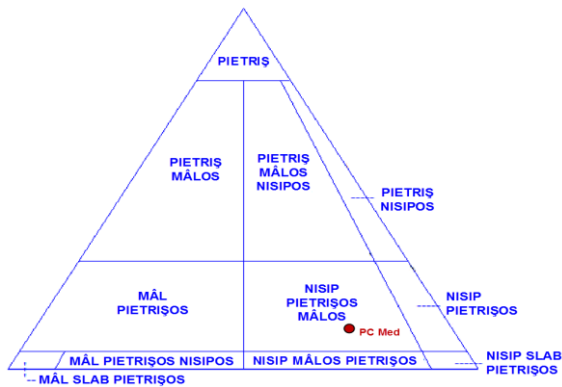 PIETRIŞ
PIETRIŞ
MÂLOS
PIETRIŞ
MÂLOS
NISIPOS
PIETRIŞ
NISIPOS
MÂL
PIETRIŞOS
NISIP
PIETRIŞOS
MÂLOS
NISIP
PIETRIŞOS
PC Med
MÂL PIETRIŞOS NISIPOS
NISIP MÂLOS PIETRIŞOS
NISIP SLAB
PIETRIŞOS
MÂL SLAB PIETRIŞOS